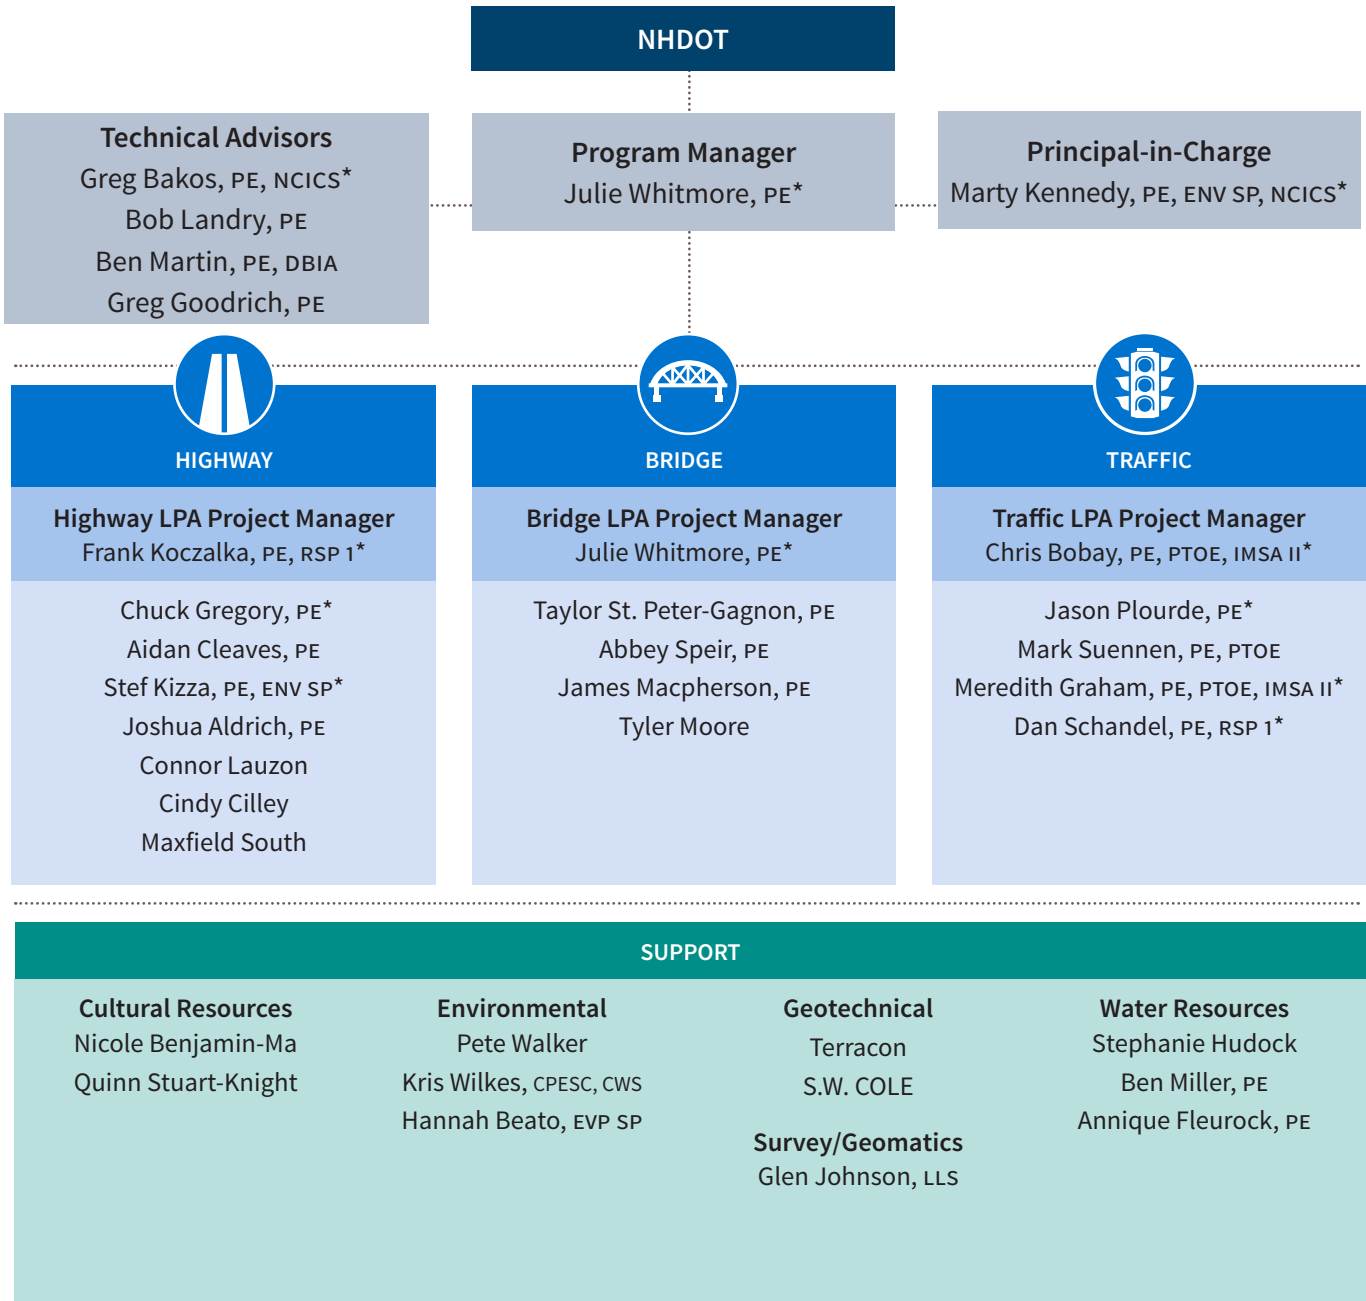 NHDOT
Technical Advisors
Greg Bakos, PE, NCICS*
Bob Landry, PE
Ben Martin, PE, DBIA
Greg Goodrich, PE
Program Manager
Julie Whitmore, PE*
Principal-in-Charge
Marty Kennedy, PE, ENV SP, NCICS*
HIGHWAY
Highway LPA Project Manager
Frank Koczalka, PE, RSP 1*
Chuck Gregory, PE*
Aidan Cleaves, PE
Stef Kizza, PE, ENV SP*
Joshua Aldrich, PE
Connor Lauzon
Cindy Cilley
Maxfield South
BRIDGE
Bridge LPA Project Manager
Julie Whitmore, PE*
Taylor St. Peter-Gagnon, PE
Abbey Speir, PE
James Macpherson, PE
Tyler Moore
TRAFFIC
Traffic LPA Project Manager
Chris Bobay, PE, PTOE, IMSA II*
Jason Plourde, PE*
Mark Suennen, PE, PTOE
Meredith Graham, PE, PTOE, IMSA II*
Dan Schandel, PE, RSP 1*
SUPPORT
Cultural Resources
Nicole Benjamin-Ma
Quinn Stuart-Knight
Environmental
Pete Walker
Kris Wilkes, CPESC, CWS
Hannah Beato, EVP SP
Geotechnical
Terracon
S.W. COLE
Survey/Geomatics
Glen Johnson, LLS
Water Resources
Stephanie Hudock
Ben Miller, PE
Annique Fleurock, PE